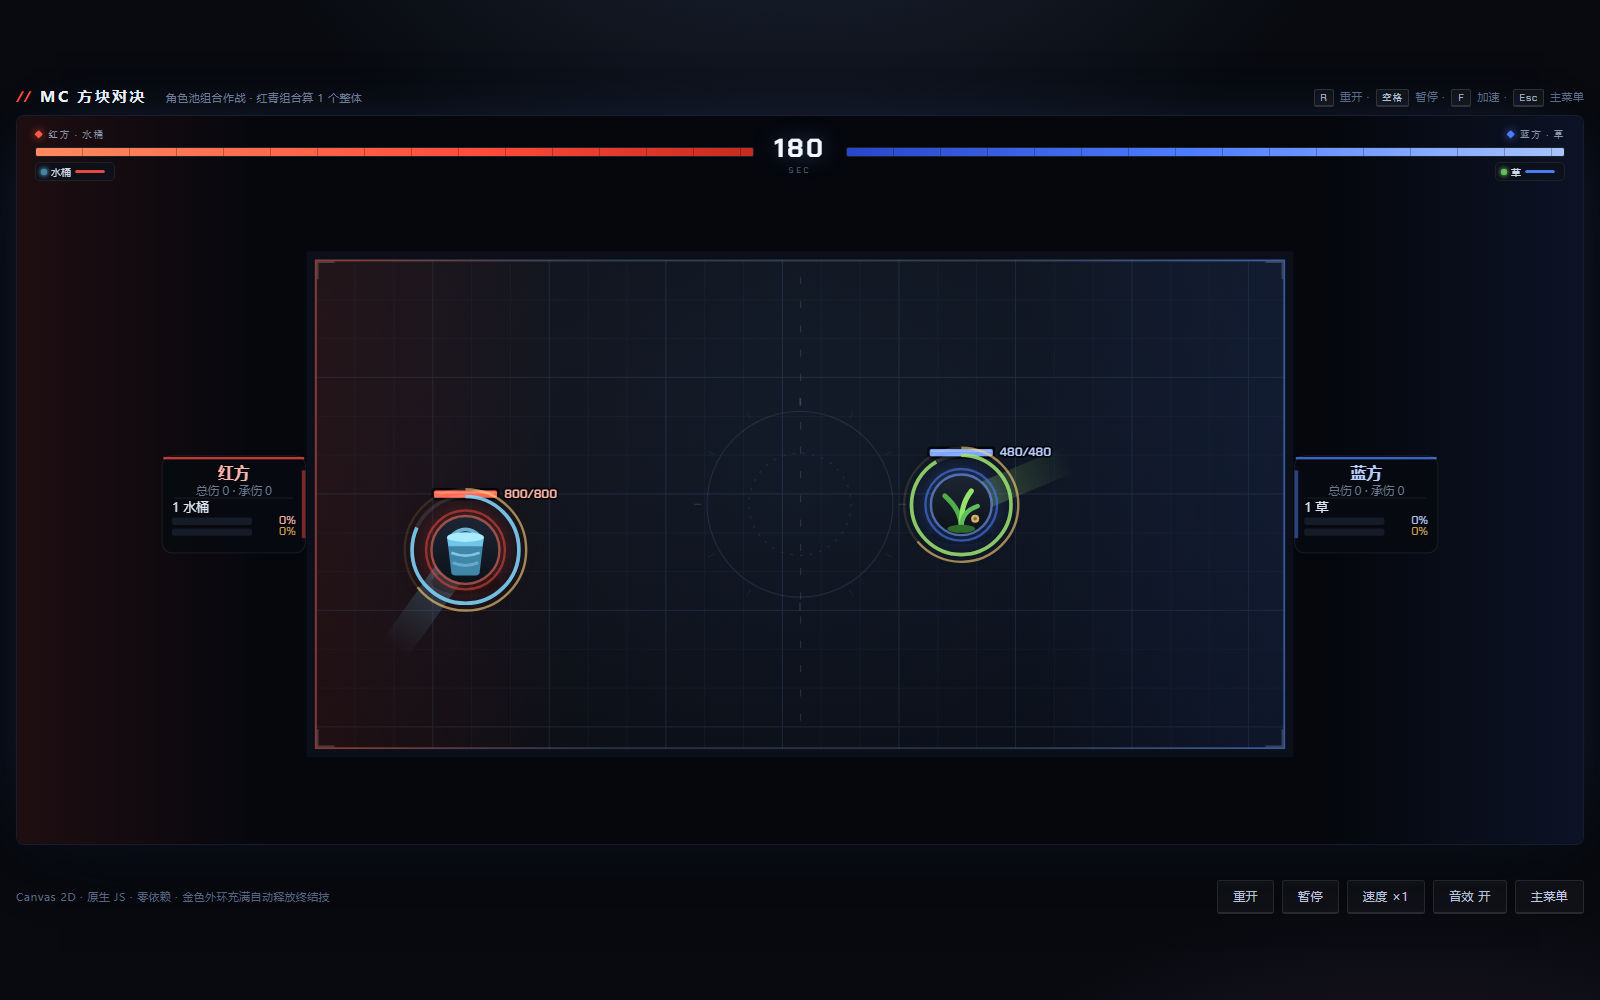 // MC 方块对决 角色池组合作战 · 红青组合算 1 个整体
R 重开 · 空格 暂停 · F 加速 · Esc 主菜单
红方 · 水桶
180
SEC
蓝方 · 草
水桶
草
480/480
800/800
红方
总伤 0 · 承伤 0
1 水桶
0%
0%
蓝方
总伤 0 · 承伤 0
1 草
0%
0%
Canvas 2D · 原生 JS · 零依赖 · 金色外环充满自动释放终结技
重开 暂停 速度 ×1 音效 开 主菜单